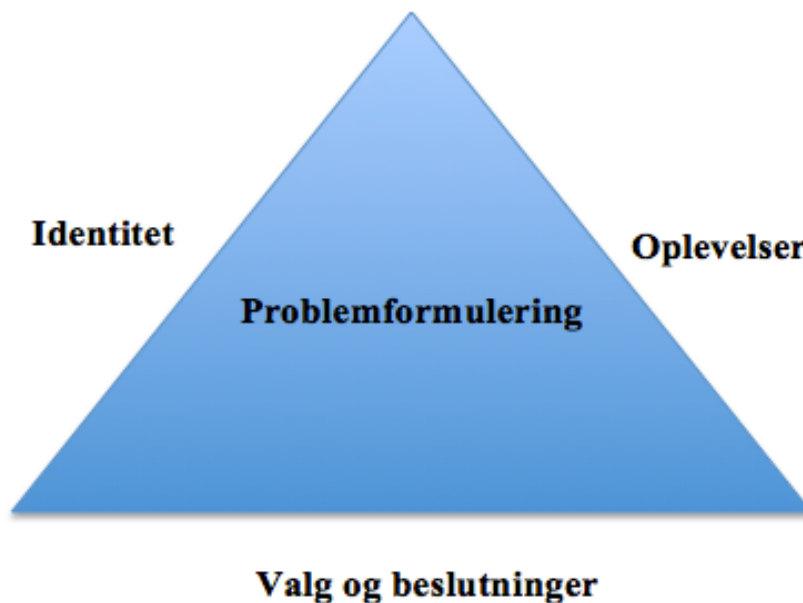 Identitet
Oplevelser
Problemformulering
Valg og beslutninger